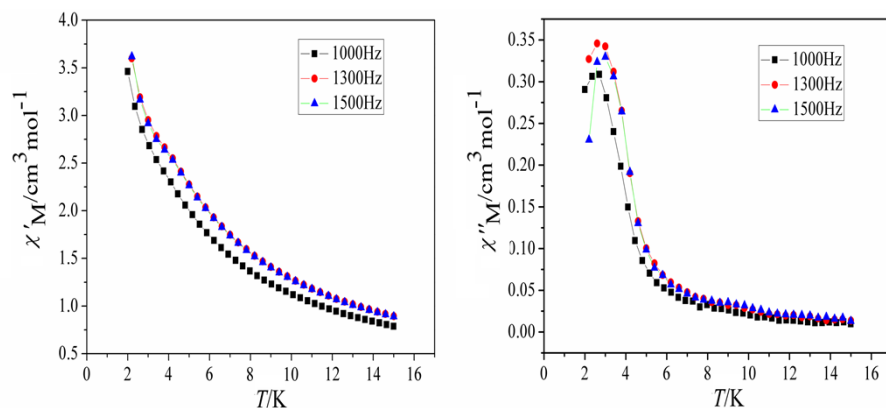 4.0
3.5
3.0
2.5
2.0
1.5
1.0
0.5
χ′M/cm³mol⁻¹
1000Hz
1300Hz
1500Hz
0 2 4 6 8 10 12 14 16
T/K
0.35
0.30
0.25
0.20
0.15
0.10
0.05
0.00
χ″M/cm³mol⁻¹
1000Hz
1300Hz
1500Hz
0 2 4 6 8 10 12 14 16
T/K